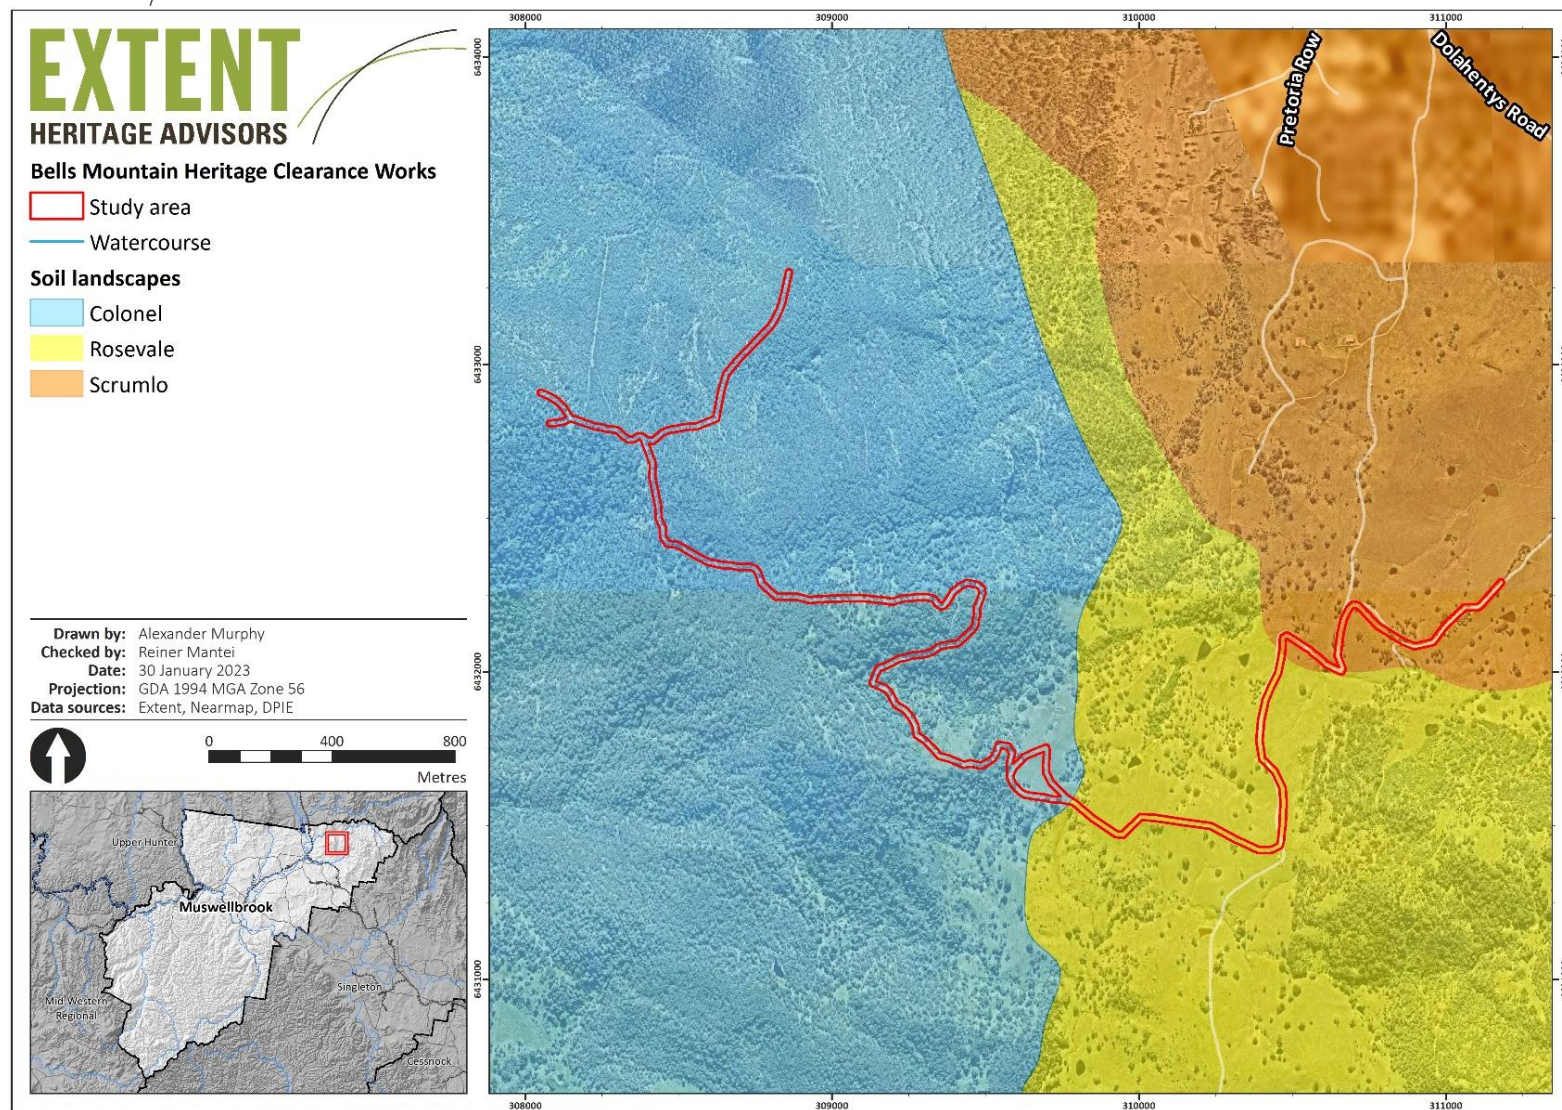 EXTENT
HERITAGE ADVISORS
Bells Mountain Heritage Clearance Works
Study area
Watercourse
Soil landscapes
Colonel
Rosevale
Scrumlo
Drawn by: Alexander Murphy
Checked by: Reiner Mantei
Date: 30 January 2023
Projection: GDA 1994 MGA Zone 56
Data sources: Extent, Nearmap, DPIE
0 400 800
Metres
Upper Hunter
Muswellbrook
Mid-Western
Regional
Singleton
Cessnock
308000 309000 310000 311000
6434000
6433000
6432000
6431000
Pretoria Row
Dolahentys Road
308000 309000 310000 311000